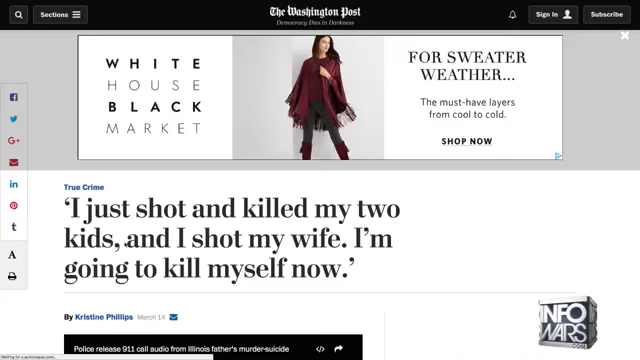 Sections
The Washington Post
Democracy Dies in Darkness
Sign In
Subscribe
WHITE
HOUSE
BLACK
MARKET
FOR SWEATER
WEATHER...
The must-have layers
from cool to cold.
SHOP NOW
True Crime
‘I just shot and killed my two
kids, and I shot my wife. I’m
going to kill myself now.’
By Kristine Phillips March 14
Police release 911 call audio from Illinois father's murder-suicide
INFO
WARS